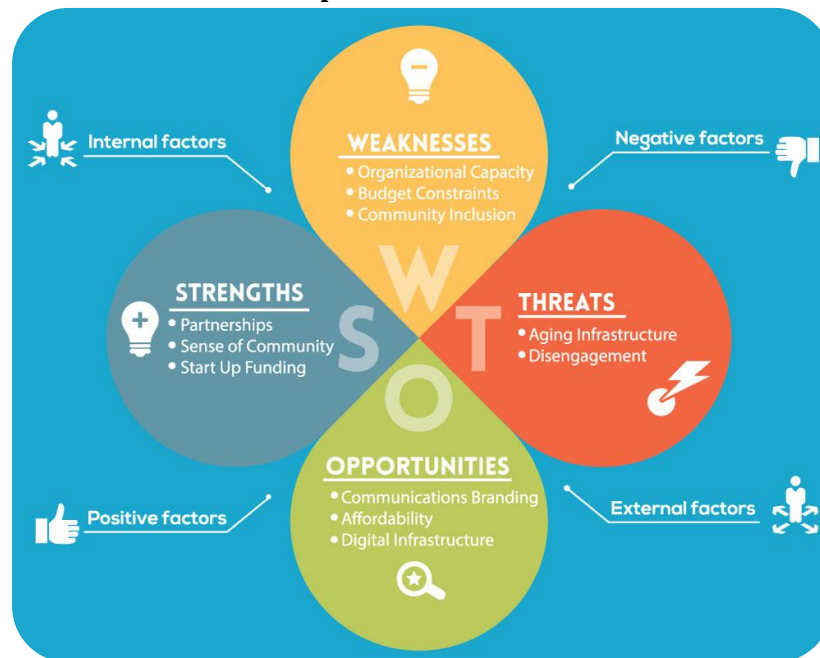 Internal factors
Negative factors
WEAKNESSES
• Organizational Capacity
• Budget Constraints
• Community Inclusion
STRENGTHS
• Partnerships
• Sense of Community
• Start Up Funding
THREATS
• Aging Infrastructure
• Disengagement
W
S
T
O
OPPORTUNITIES
• Communications Branding
• Affordability
• Digital Infrastructure
Positive factors
External factors